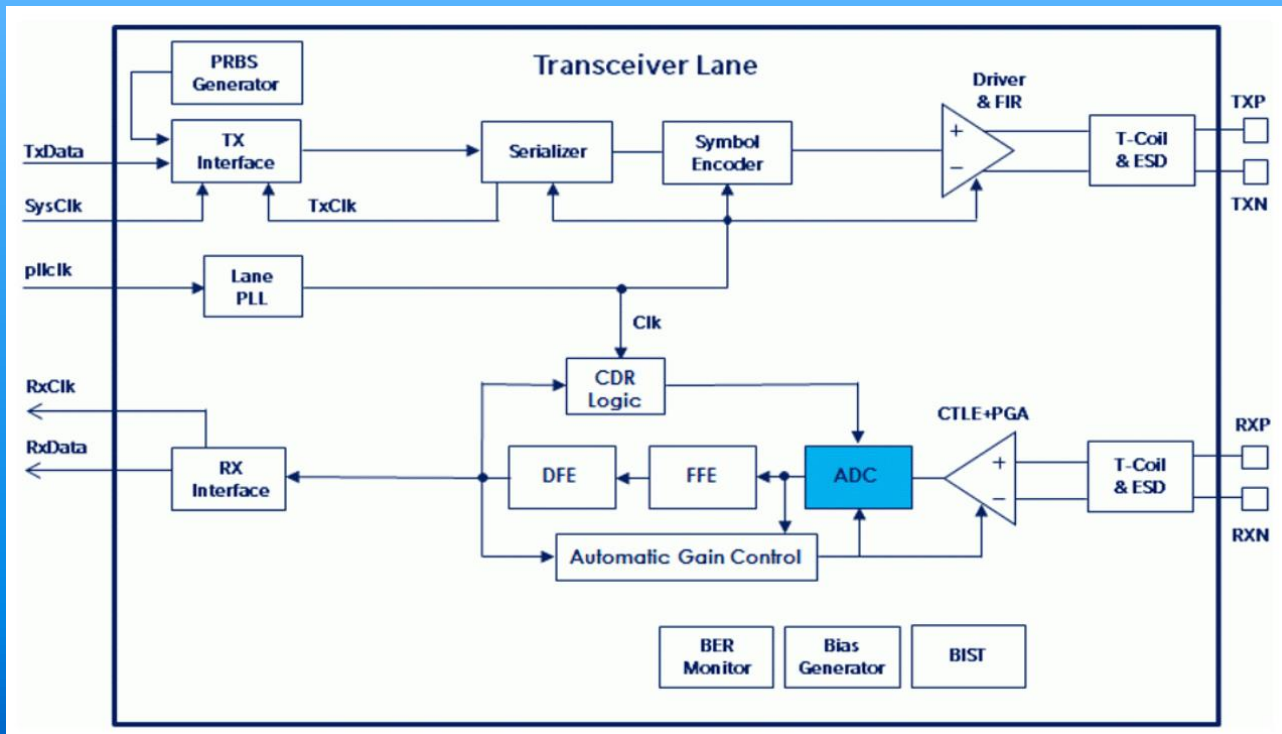 Transceiver Lane
PRBS
Generator
Driver
& FIR
TXP
TxData
TX
Interface
Serializer
Symbol
Encoder
+
−
T-Coil
& ESD
SysClk
TxClk
TXN
plkclk
Lane
PLL
Clk
RxClk
CDR
Logic
CTLE+PGA
RXP
RxData
RX
Interface
DFE
FFE
ADC
+
−
T-Coil
& ESD
RXN
Automatic Gain Control
BER
Monitor
Bias
Generator
BIST